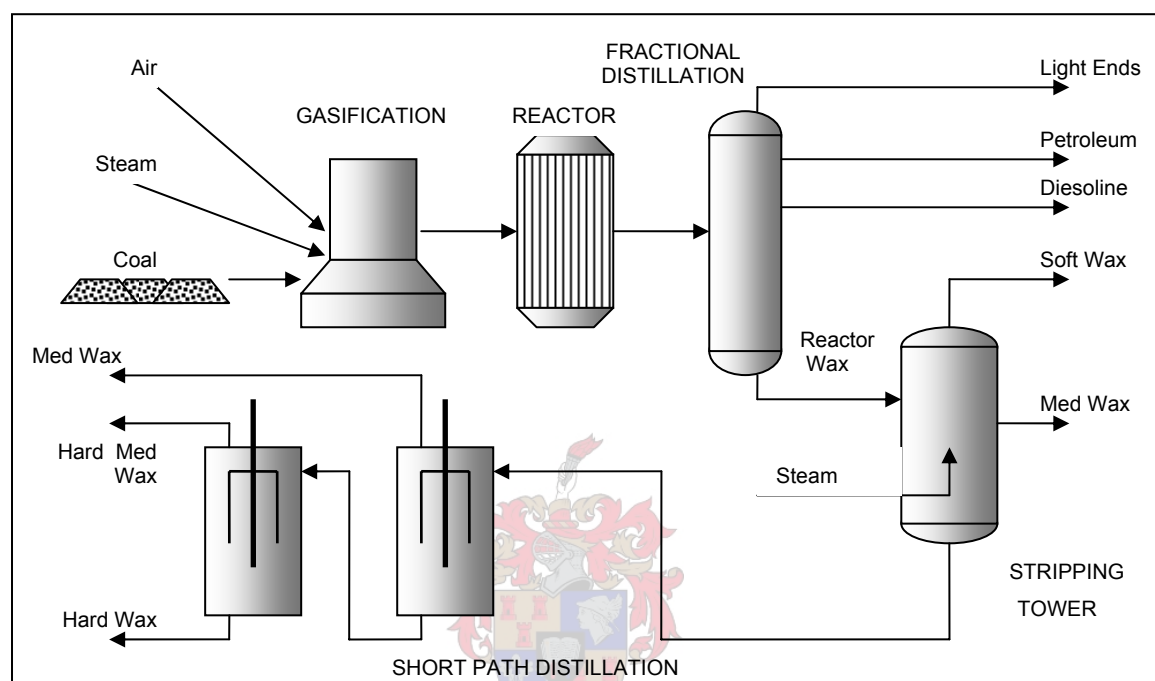 FRACTIONAL
DISTILLATION
Light Ends
Air
GASIFICATION
REACTOR
Petroleum
Steam
Diesoline
Coal
Soft Wax
Reactor
Wax
Med Wax
Med Wax
Hard Med
Wax
Steam
STRIPPING
TOWER
Hard Wax
SHORT PATH DISTILLATION